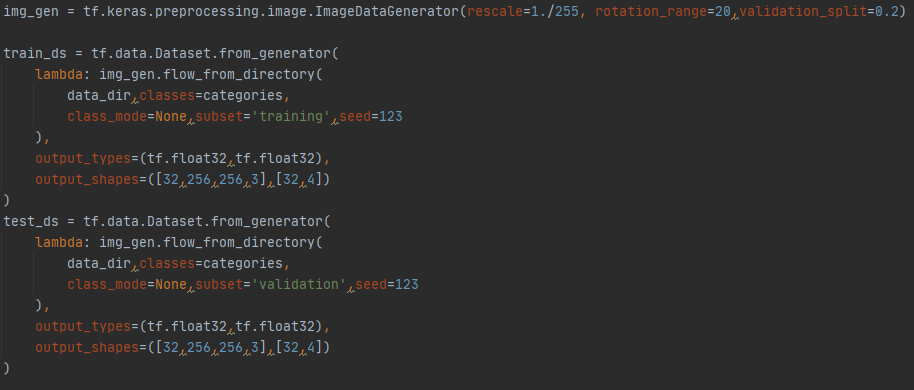 img_gen = tf.keras.preprocessing.image.ImageDataGenerator(rescale=1./255, rotation_range=20,validation_split=0.2)
train_ds = tf.data.Dataset.from_generator(
    lambda: img_gen.flow_from_directory(
        data_dir,classes=categories,
        class_mode=None,subset='training',seed=123
    ),
    output_types=(tf.float32,tf.float32),
    output_shapes=([32,256,256,3],[32,4])
)
test_ds = tf.data.Dataset.from_generator(
    lambda: img_gen.flow_from_directory(
        data_dir,classes=categories,
        class_mode=None,subset='validation',seed=123
    ),
    output_types=(tf.float32,tf.float32),
    output_shapes=([32,256,256,3],[32,4])
)